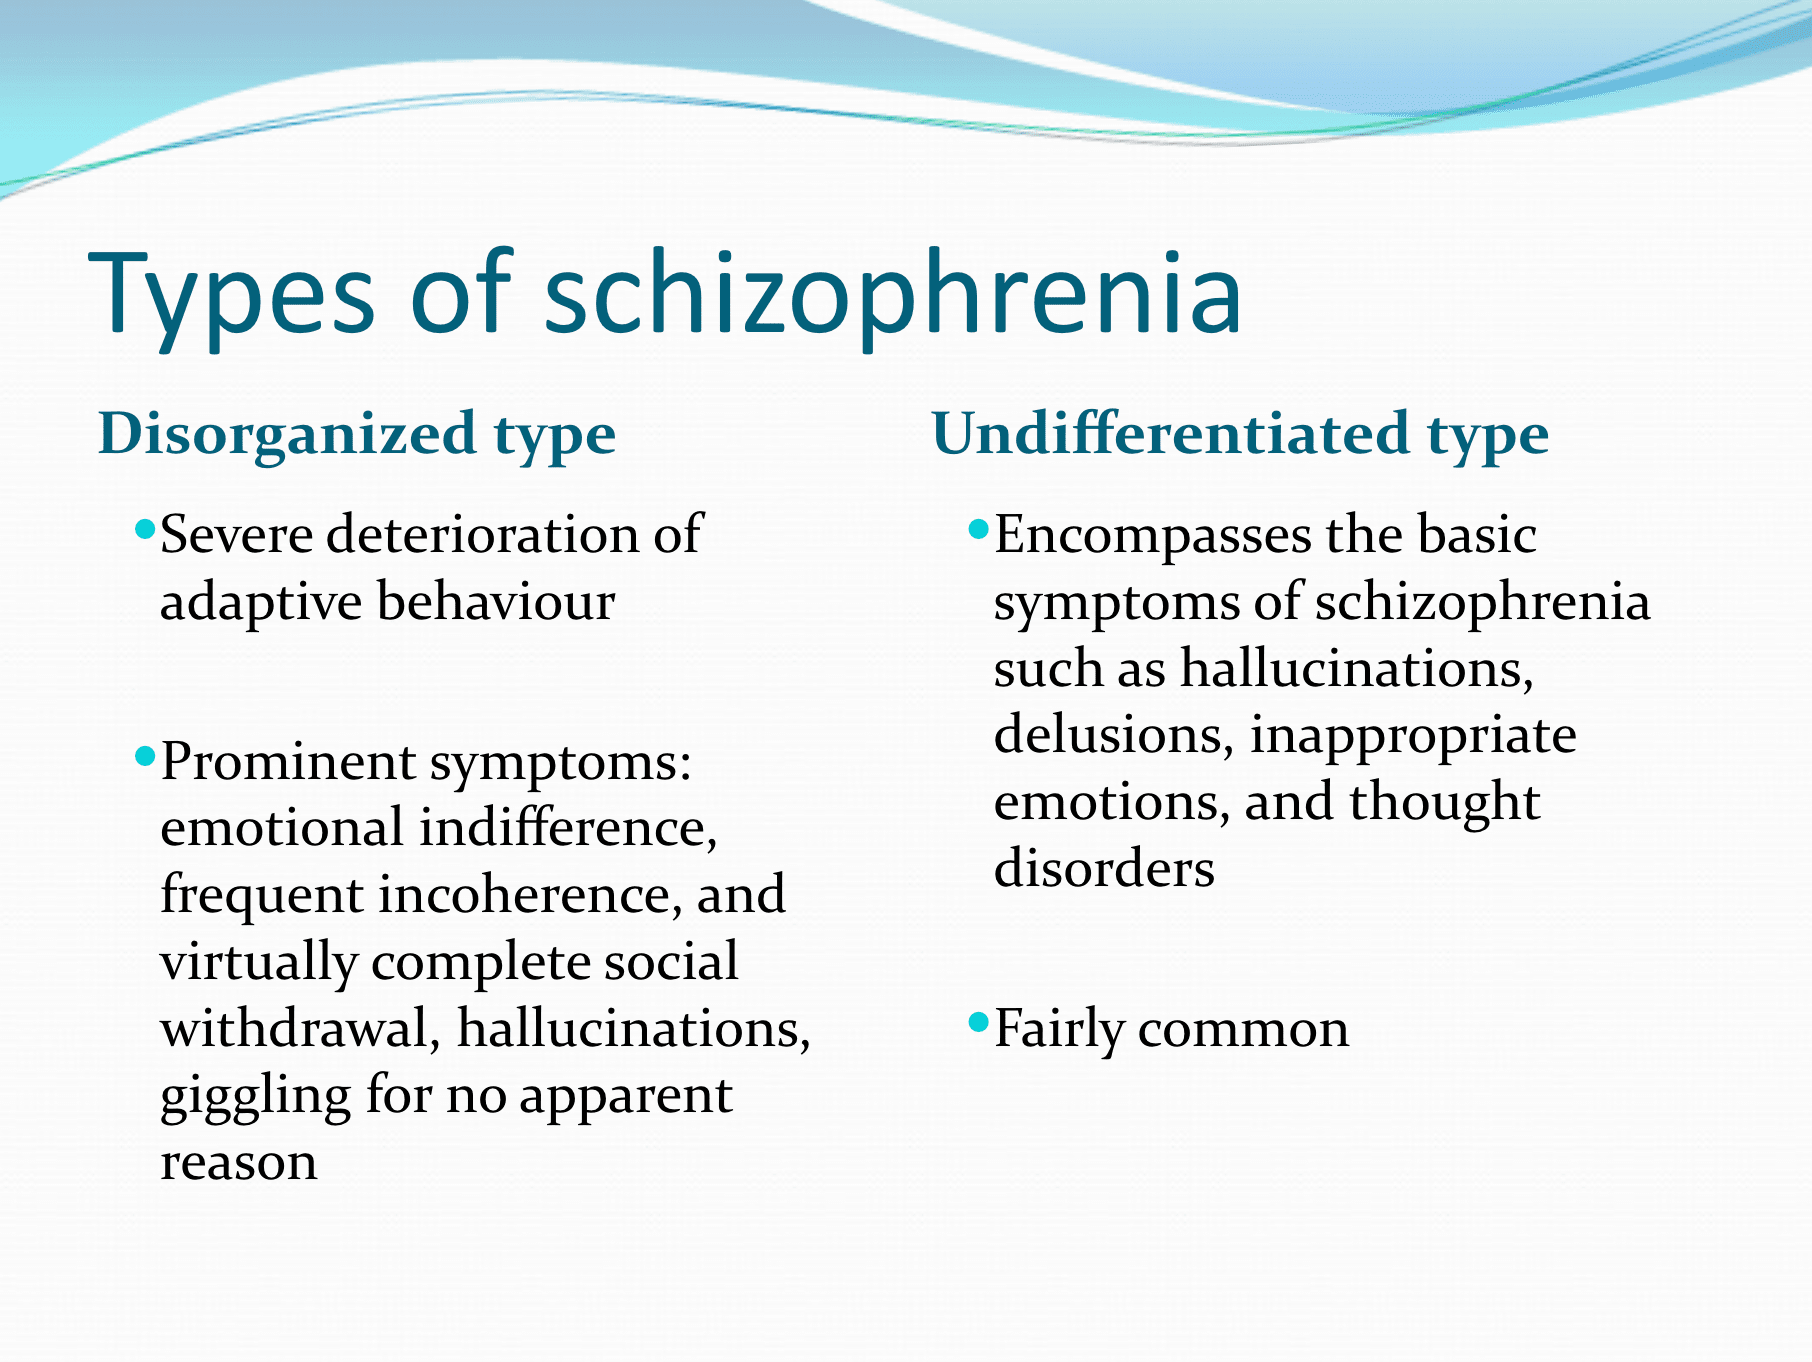 Types of schizophrenia
Disorganized type
•Severe deterioration of
adaptive behaviour
•Prominent symptoms:
emotional indifference,
frequent incoherence, and
virtually complete social
withdrawal, hallucinations,
giggling for no apparent
reason
Undifferentiated type
•Encompasses the basic
symptoms of schizophrenia
such as hallucinations,
delusions, inappropriate
emotions, and thought
disorders
•Fairly common